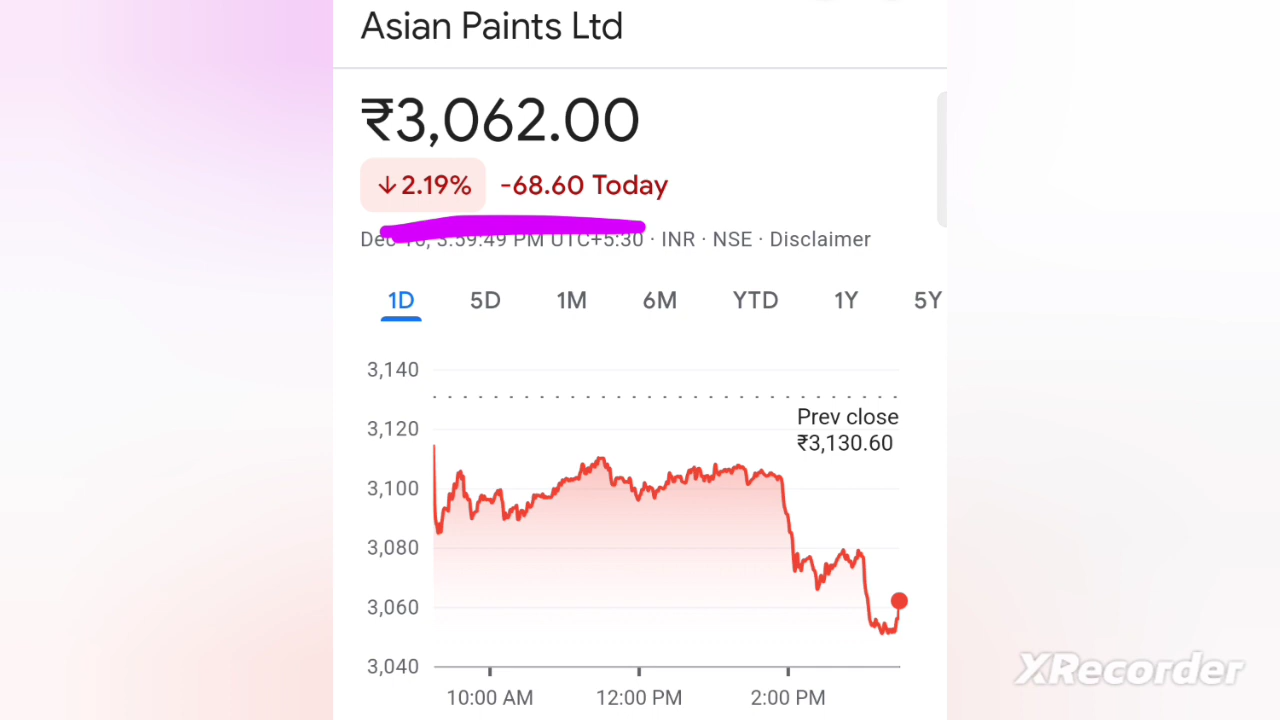 Asian Paints Ltd
₹3,062.00
↓2.19% -68.60 Today
3:59:49 PM UTC+5:30 · INR · NSE · Disclaimer
1D 5D 1M 6M YTD 1Y 5Y
3,140
Prev close
3,120
₹3,130.60
3,100
3,080
3,060
3,040
10:00 AM 12:00 PM 2:00 PM
XRecorder